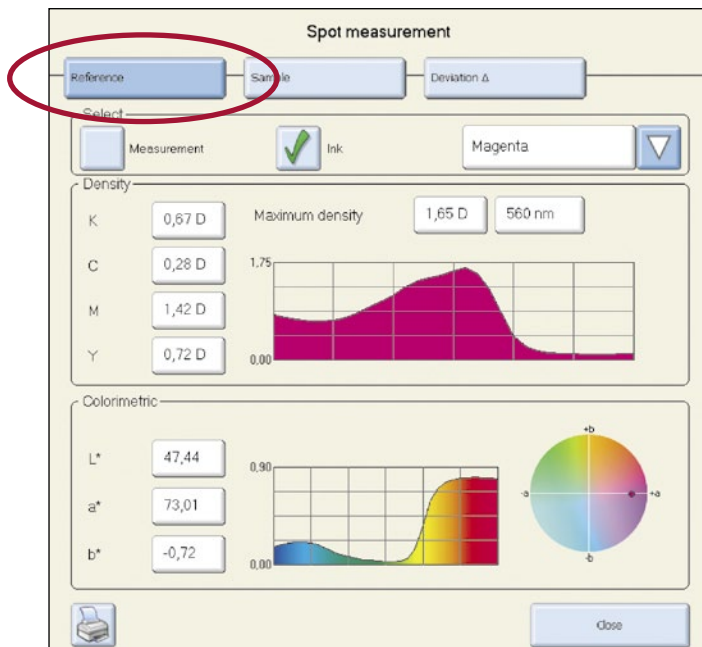 Spot measurement
Reference Sample Deviation Δ
Select
Measurement Ink Magenta
Density
K 0,67 D Maximum density 1,65 D 560 nm
C 0,28 D 1,75
M 1,42 D
Y 0,72 D 0,00
Colorimetric
+b
L* 47,44 0,90
a* 73,01 -a +a
b* -0,72 0,00 -b
Close